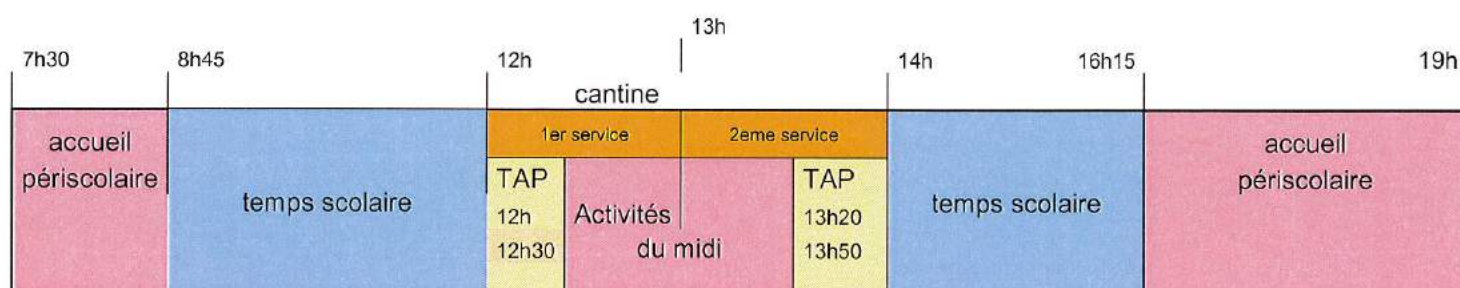 13h
7h30
8h45
12h
14h
16h15
19h
cantine
1er service
2eme service
accueil
périscolaire
temps scolaire
TAP
12h
12h30
Activités
du midi
TAP
13h20
13h50
temps scolaire
accueil
périscolaire